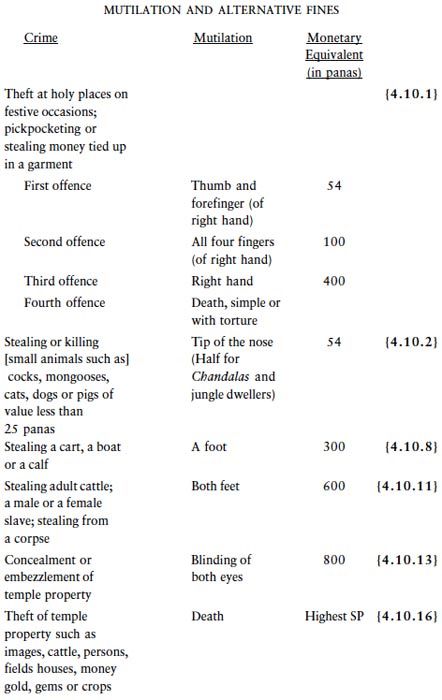 MUTILATION AND ALTERNATIVE FINES
Crime Mutilation Monetary
Equivalent
(in panas)
Theft at holy places on {4.10.1}
festive occasions;
pickpocketing or
stealing money tied up
in a garment
First offence Thumb and 54
forefinger (of
right hand)
Second offence All four fingers 100
(of right hand)
Third offence Right hand 400
Fourth offence Death, simple or
with torture
Stealing or killing Tip of the nose 54 {4.10.2}
[small animals such as] (Half for
cocks, mongooses, Chandalas and
cats, dogs or pigs of jungle dwellers)
value less than
25 panas
Stealing a cart, a boat A foot 300 {4.10.8}
or a calf
Stealing adult cattle; Both feet 600 {4.10.11}
a male or a female
slave; stealing from
a corpse
Concealment or Blinding of 800 {4.10.13}
embezzlement of both eyes
temple property
Theft of temple Death Highest SP {4.10.16}
property such as
images, cattle, persons,
fields houses, money
gold, gems or crops